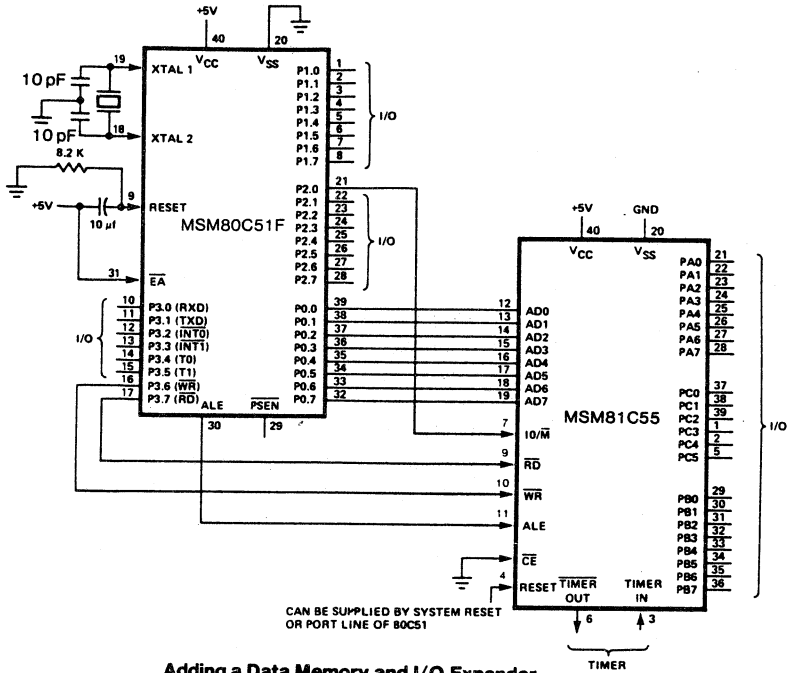 +5V
40
20
VCC
VSS
19
XTAL 1
10 pF
10 pF
18
XTAL 2
8.2 K
+5V
9
RESET
10 µf
MSM80C51F
31
EA
10 P3.0 (RXD)
11 P3.1 (TXD)
12 P3.2 (INT0)
13 P3.3 (INT1)
14 P3.4 (T0)
15 P3.5 (T1)
16 P3.6 (WR)
17 P3.7 (RD)
I/O
ALE
PSEN
30
29
P1.0 1
P1.1 2
P1.2 3
P1.3 4
P1.4 5
P1.5 6
P1.6 7
P1.7 8
I/O
P2.0 21
P2.1 22
P2.2 23
P2.3 24
P2.4 25
P2.5 26
P2.6 27
P2.7 28
I/O
P0.0 39
P0.1 38
P0.2 37
P0.3 36
P0.4 35
P0.5 34
P0.6 33
P0.7 32
+5V
GND
40
20
VCC
VSS
12 AD0
13 AD1
14 AD2
15 AD3
16 AD4
17 AD5
18 AD6
19 AD7
MSM81C55
7 IO/M
9 RD
10 WR
11 ALE
CE
4 RESET
TIMER OUT
TIMER IN
6
3
TIMER
PA0 21
PA1 22
PA2 23
PA3 24
PA4 25
PA5 26
PA6 27
PA7 28
PC0 37
PC1 38
PC2 39
PC3 1
PC4 2
PC5 5
I/O
PB0 29
PB1 30
PB2 31
PB3 32
PB4 33
PB5 34
PB6 35
PB7 36
CAN BE SUPPLIED BY SYSTEM RESET
OR PORT LINE OF 80C51
Adding a Data Memory and I/O Expander